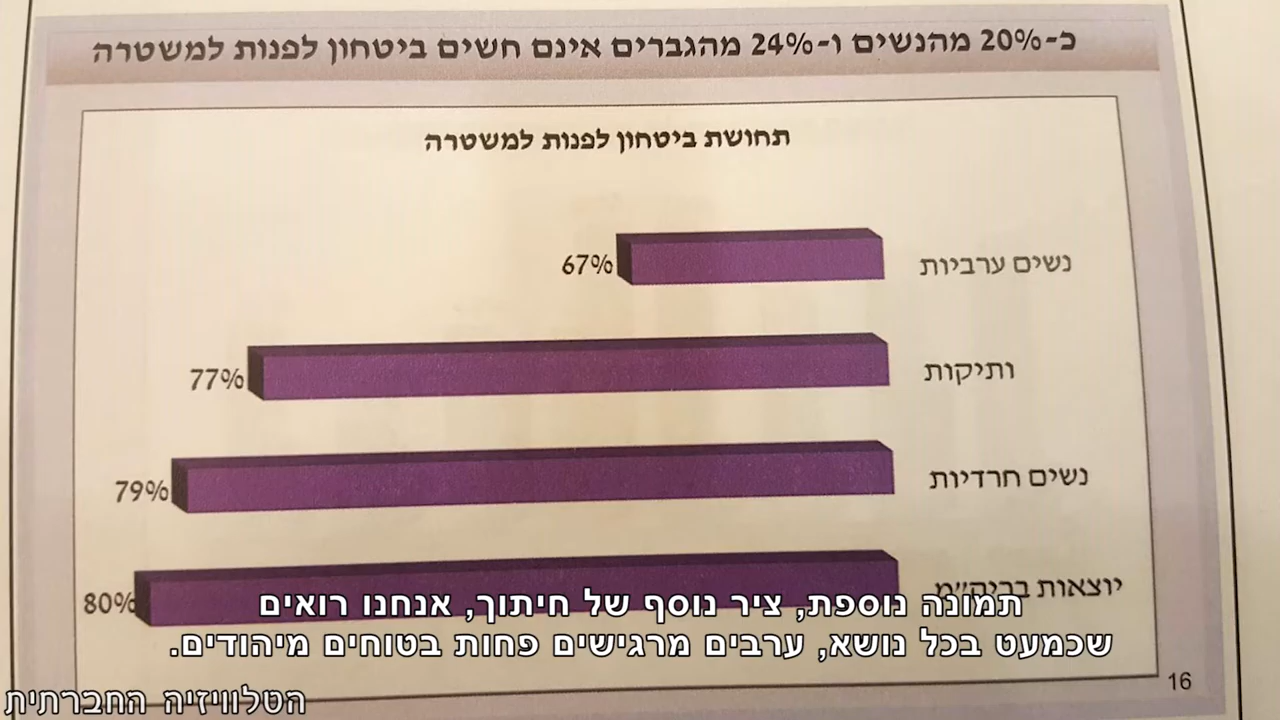 כ-20% מהנשים ו-24% מהגברים אינם חשים ביטחון לפנות למשטרה
תחושת ביטחון לפנות למשטרה
נשים ערביות 67%
ותיקות 77%
נשים חרדיות 79%
יוצאות בריה"מ 80%
תמונה נוספת, ציר נוסף של חיתוך, אנחנו רואים
שכמעט בכל נושא, ערבים מרגישים פחות בטוחים מיהודים.
16
הטלוויזיה החברתית